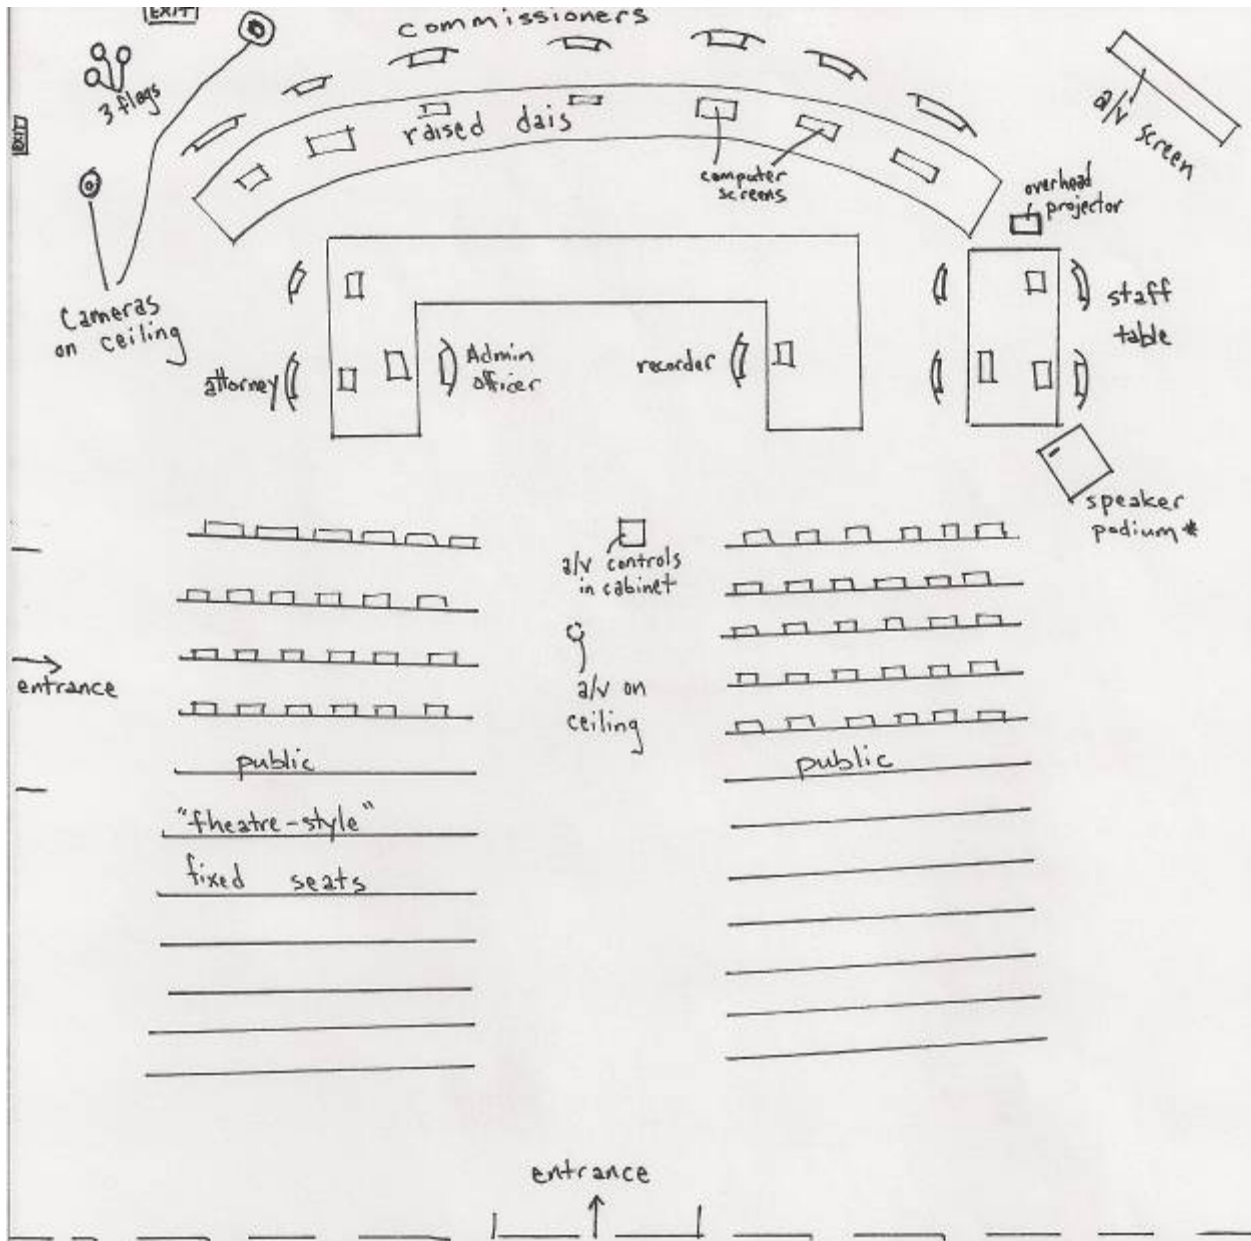 EXIT
commissioners
3 flags
EXIT
raised dais
computer
screens
a/v screen
overhead
projector
Cameras
on ceiling
attorney
Admin
officer
recorder
staff
table
speaker
podium*
a/v controls
in cabinet
a/v on
ceiling
entrance
public
"theatre-style"
fixed seats
public
entrance